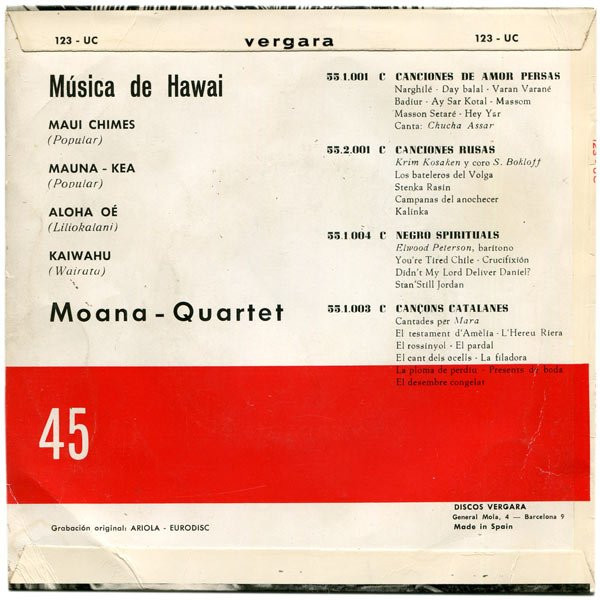 123 - UC
vergara
123 - UC
Música de Hawai
MAUI CHIMES
(Popular)
MAUNA - KEA
(Popular)
ALOHA OÉ
(Liliokalani)
KAIWAHU
(Wairata)
Moana - Quartet
55.1.001 C CANCIONES DE AMOR PERSAS
Narghilé · Day balal · Varan Varané
Badiur · Ay Sar Kotal · Massom
Masson Setaré · Hey Yar
Canta: Chucha Assar
55.2.001 C CANCIONES RUSAS
Krim Kosaken y coro S. Bokloff
Los bateleros del Volga
Stenka Rasin
Campanas del anochecer
Kalinka
55.1.004 C NEGRO SPIRITUALS
Elwood Peterson, barítono
You're Tired Chile · Crucifixión
Didn't My Lord Deliver Daniel?
Stan'Still Jordan
55.1.003 C CANÇONS CATALANES
Cantades per Mara
El testament d'Amèlia · L'Hereu Riera
El rossinyol · El pardal
El cant dels ocells · La filadora
La ploma de perdiu · Presents de boda
El desembre congelat
45
Grabación original: ARIOLA - EURODISC
DISCOS VERGARA
General Mola, 4 — Barcelona 9
Made in Spain